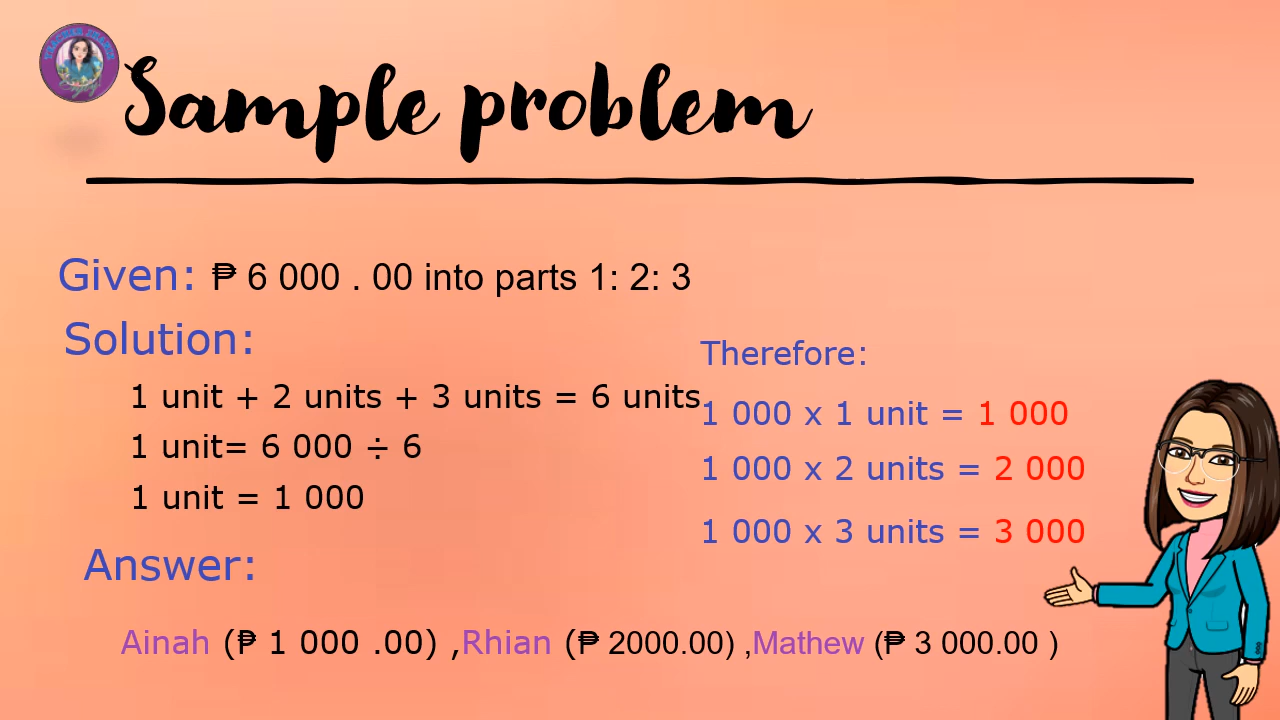 Sample problem
Given: ₱ 6 000 . 00 into parts 1: 2: 3
Solution:
1 unit + 2 units + 3 units = 6 units
1 unit= 6 000 ÷ 6
1 unit = 1 000
Therefore:
1 000 x 1 unit = 1 000
1 000 x 2 units = 2 000
1 000 x 3 units = 3 000
Answer:
Ainah (₱ 1 000 .00) ,Rhian (₱ 2000.00) ,Mathew (₱ 3 000.00 )